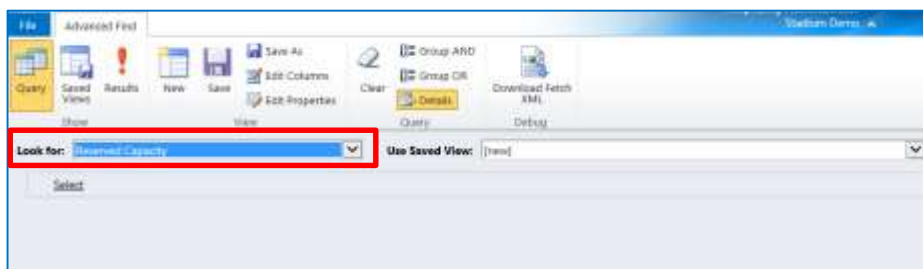 File Advanced Find
Stadium Demo
Query Saved Views Results New Save Save As Edit Columns Edit Properties Clear Group AND Group OR Details Download Fetch XML
Show View Query Debug
Look for: Reserved Capacity Use Saved View: [new]
Select